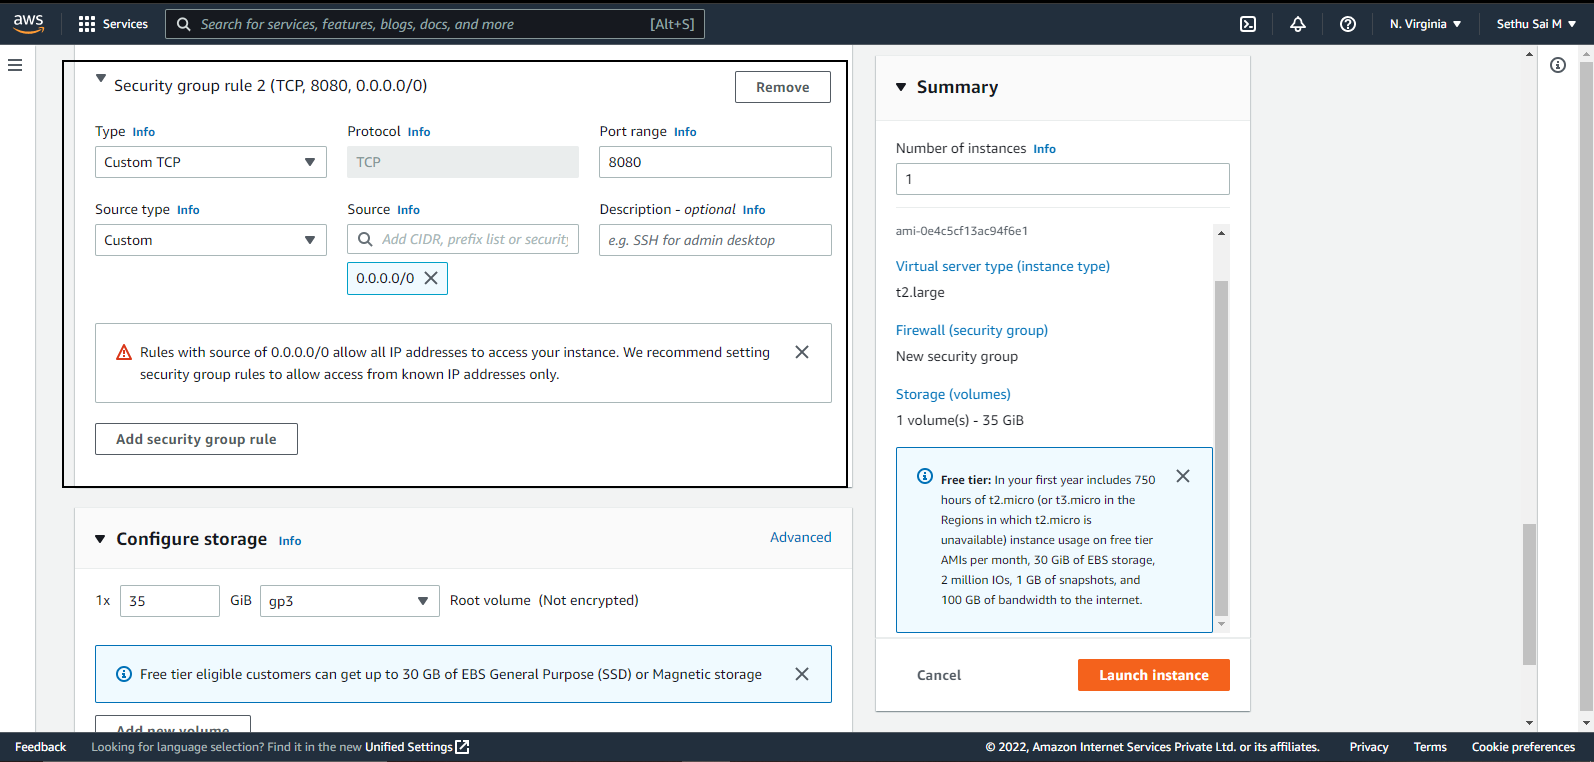 aws
Services
Search for services, features, blogs, docs, and more
[Alt+S]
N. Virginia
Sethu Sai M
Security group rule 2 (TCP, 8080, 0.0.0.0/0)
Remove
Type Info
Protocol Info
Port range Info
Custom TCP
TCP
8080
Source type Info
Source Info
Description - optional Info
Custom
Add CIDR, prefix list or security
e.g. SSH for admin desktop
0.0.0.0/0
Rules with source of 0.0.0.0/0 allow all IP addresses to access your instance. We recommend setting
security group rules to allow access from known IP addresses only.
Add security group rule
Configure storage Info
Advanced
1x
35
GiB
gp3
Root volume (Not encrypted)
Free tier eligible customers can get up to 30 GB of EBS General Purpose (SSD) or Magnetic storage
Add new volume
Summary
Number of instances Info
1
ami-0e4c5cf13ac94f6e1
Virtual server type (instance type)
t2.large
Firewall (security group)
New security group
Storage (volumes)
1 volume(s) - 35 GiB
Free tier: In your first year includes 750
hours of t2.micro (or t3.micro in the
Regions in which t2.micro is
unavailable) instance usage on free tier
AMIs per month, 30 GiB of EBS storage,
2 million IOs, 1 GB of snapshots, and
100 GB of bandwidth to the internet.
Cancel
Launch instance
Feedback
Looking for language selection? Find it in the new Unified Settings
© 2022, Amazon Internet Services Private Ltd. or its affiliates.
Privacy
Terms
Cookie preferences